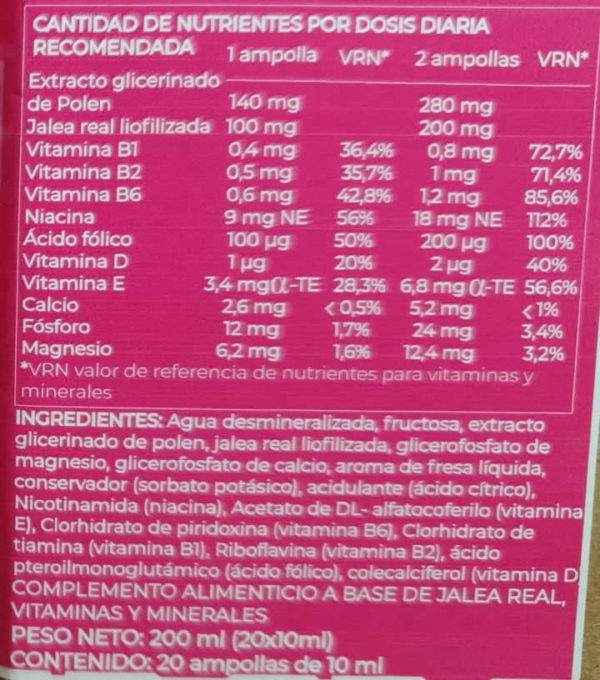 CANTIDAD DE NUTRIENTES POR DOSIS DIARIA
RECOMENDADA 1 ampolla VRN* 2 ampollas VRN*
Extracto glicerinado
de Polen 140 mg 280 mg
Jalea real liofilizada 100 mg 200 mg
Vitamina B1 0,4 mg 36,4% 0,8 mg 72,7%
Vitamina B2 0,5 mg 35,7% 1 mg 71,4%
Vitamina B6 0,6 mg 42,8% 1,2 mg 85,6%
Niacina 9 mg NE 56% 18 mg NE 112%
Ácido fólico 100 µg 50% 200 µg 100%
Vitamina D 1 µg 20% 2 µg 40%
Vitamina E 3,4 mg α-TE 28,3% 6,8 mg α-TE 56,6%
Calcio 2,6 mg <0,5% 5,2 mg <1%
Fósforo 12 mg 1,7% 24 mg 3,4%
Magnesio 6,2 mg 1,6% 12,4 mg 3,2%
*VRN valor de referencia de nutrientes para vitaminas y
minerales
INGREDIENTES: Agua desmineralizada, fructosa, extracto
glicerinado de polen, jalea real liofilizada, glicerofosfato de
magnesio, glicerofosfato de calcio, aroma de fresa líquida,
conservador (sorbato potásico), acidulante (ácido cítrico),
Nicotinamida (niacina), Acetato de DL- alfatocoferilo (vitamina
E), Clorhidrato de piridoxina (vitamina B6), Clorhidrato de
tiamina (vitamina B1), Riboflavina (vitamina B2), ácido
pteroilmonoglutámico (ácido fólico), colecalciferol (vitamina D
COMPLEMENTO ALIMENTICIO A BASE DE JALEA REAL,
VITAMINAS Y MINERALES
PESO NETO: 200 ml (20x10ml)
CONTENIDO: 20 ampollas de 10 ml